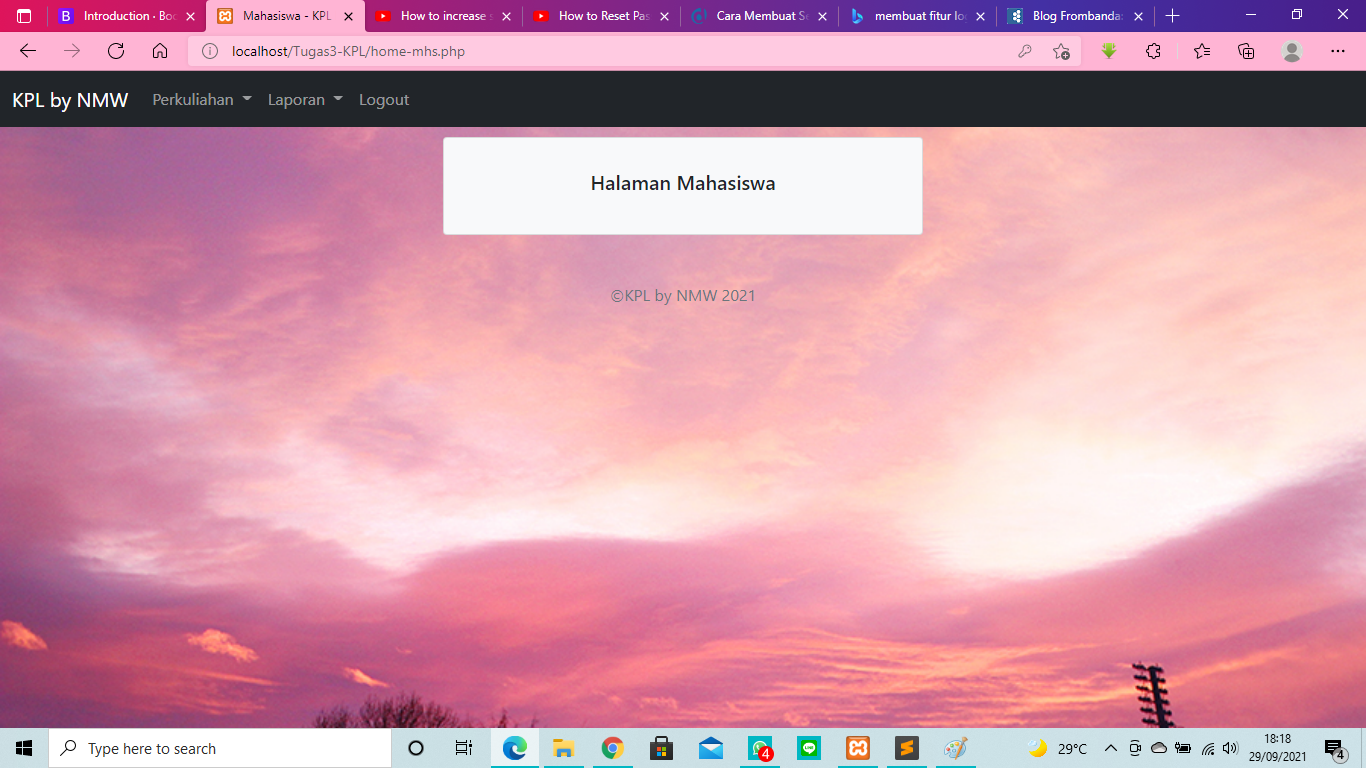 Introduction · Boo
Mahasiswa - KPL
How to increase s
How to Reset Pas
Cara Membuat Se
membuat fitur lo
Blog Frombandaz
localhost/Tugas3-KPL/home-mhs.php
KPL by NMW Perkuliahan Laporan Logout
Halaman Mahasiswa
©KPL by NMW 2021
Type here to search
4
29°C
18:18
29/09/2021
4